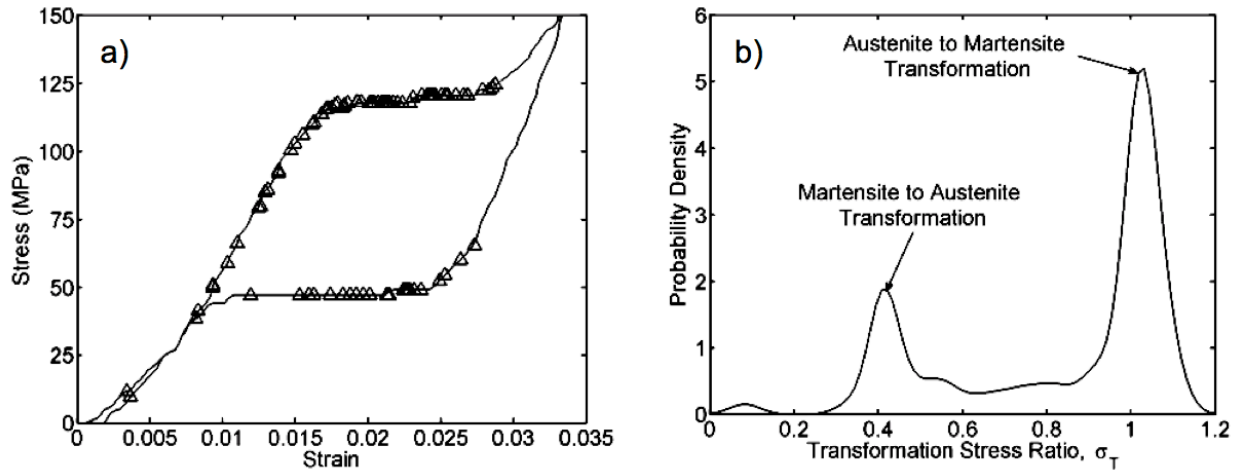 a)
150
125
100
75
50
25
0
Stress (MPa)
0.005
0.01
0.015
0.02
0.025
0.03
0.035
Strain
b)
Austenite to Martensite
Transformation
Martensite to Austenite
Transformation
6
5
4
3
2
1
0
Probability Density
0
0.2
0.4
0.6
0.8
1
1.2
Transformation Stress Ratio, σT